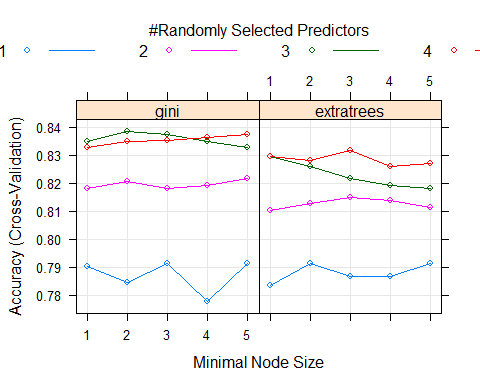 #Randomly Selected Predictors
1 2 3 4
1 2 3 4 5
gini extratrees
0.84
0.83
0.82
0.81
0.80
0.79
0.78
Accuracy (Cross-Validation)
1 2 3 4 5
Minimal Node Size